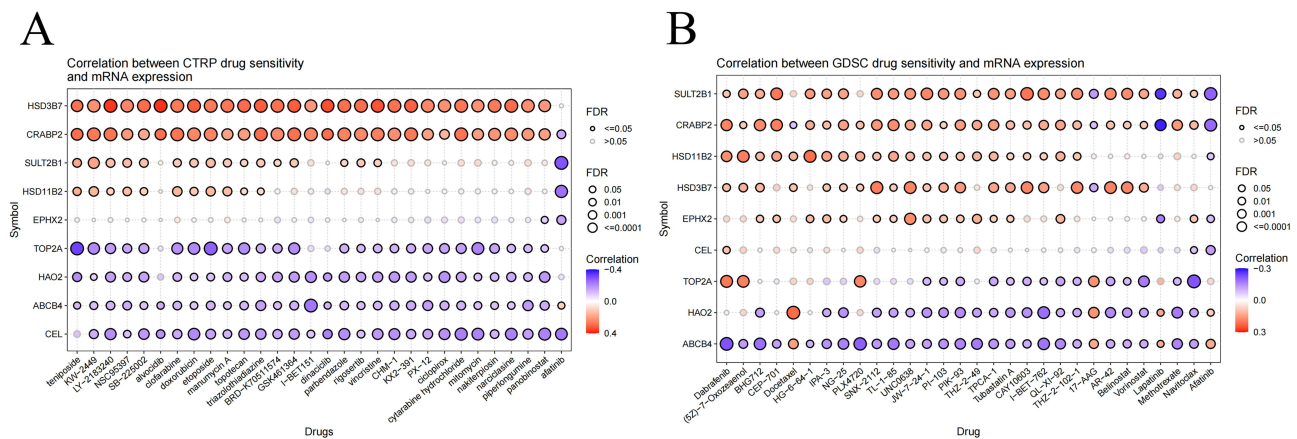 A
Correlation between CTRP drug sensitivity
and mRNA expression
Symbol
HSD3B7
CRABP2
SULT2B1
HSD11B2
EPHX2
TOP2A
HAO2
ABCB4
CEL
teniposide
KW-2449
LY-2183240
NSC95397
SB-225002
alvocidib
clofarabine
doxorubicin
etoposide
manumycin A
topotecan
triazolothiadiazine
BRD-K70511574
GSK461364
I-BET151
dinaciclib
parbendazole
rigosertib
vincristine
CHM-1
KX2-391
PX-12
ciclopirox
cytarabine hydrochloride
mitomycin
nakiterpiosin
narciclasine
piperlongumine
panobinostat
afatinib
Drugs
FDR
<=0.05
>0.05
FDR
0.05
0.01
0.001
<=0.0001
Correlation
-0.4
0.0
0.4
B
Correlation between GDSC drug sensitivity and mRNA expression
Symbol
SULT2B1
CRABP2
HSD11B2
HSD3B7
EPHX2
CEL
TOP2A
HAO2
ABCB4
Dabrafenib
(5Z)-7-Oxozeaenol
BHG712
CEP-701
Docetaxel
HG-6-64-1
IPA-3
NG-25
PLX4720
SNX-2112
TL-1-85
UNC0638
JW-7-24-1
PI-103
PIK-93
THZ-2-49
TPCA-1
Tubastatin A
CAY10603
I-BET-762
QL-XI-92
THZ-2-102-1
17-AAG
AR-42
Belinostat
Vorinostat
Lapatinib
Methotrexate
Navitoclax
Afatinib
Drug
FDR
<=0.05
>0.05
FDR
0.05
0.01
0.001
<=0.0001
Correlation
-0.3
0.0
0.3